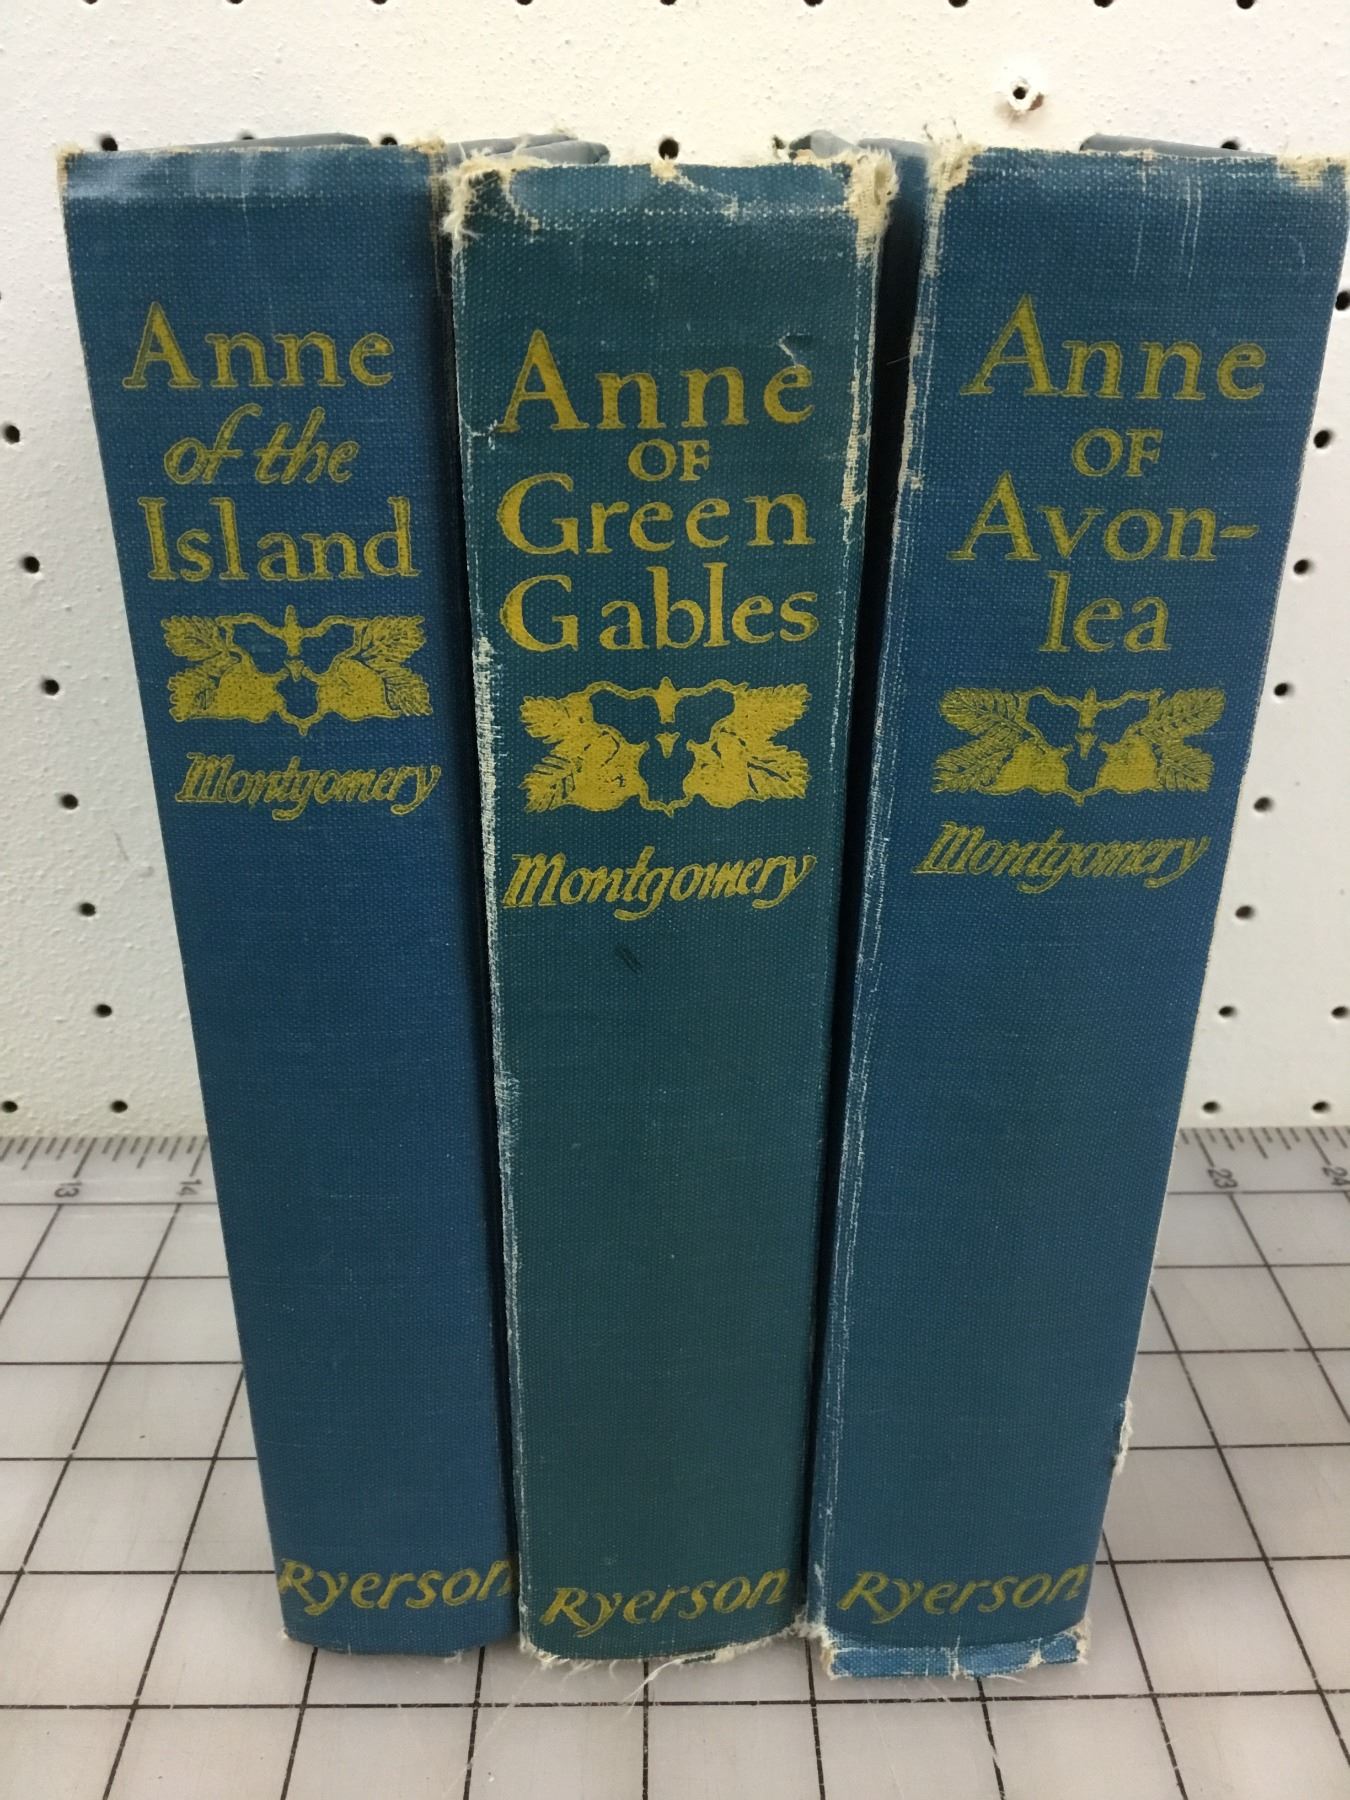 Anne
of the
Island
Montgomery
Ryerson
Anne
OF
Green
Gables
Montgomery
Ryerson
Anne
OF
Avon-
lea
Montgomery
Ryerson
13
14
23
24